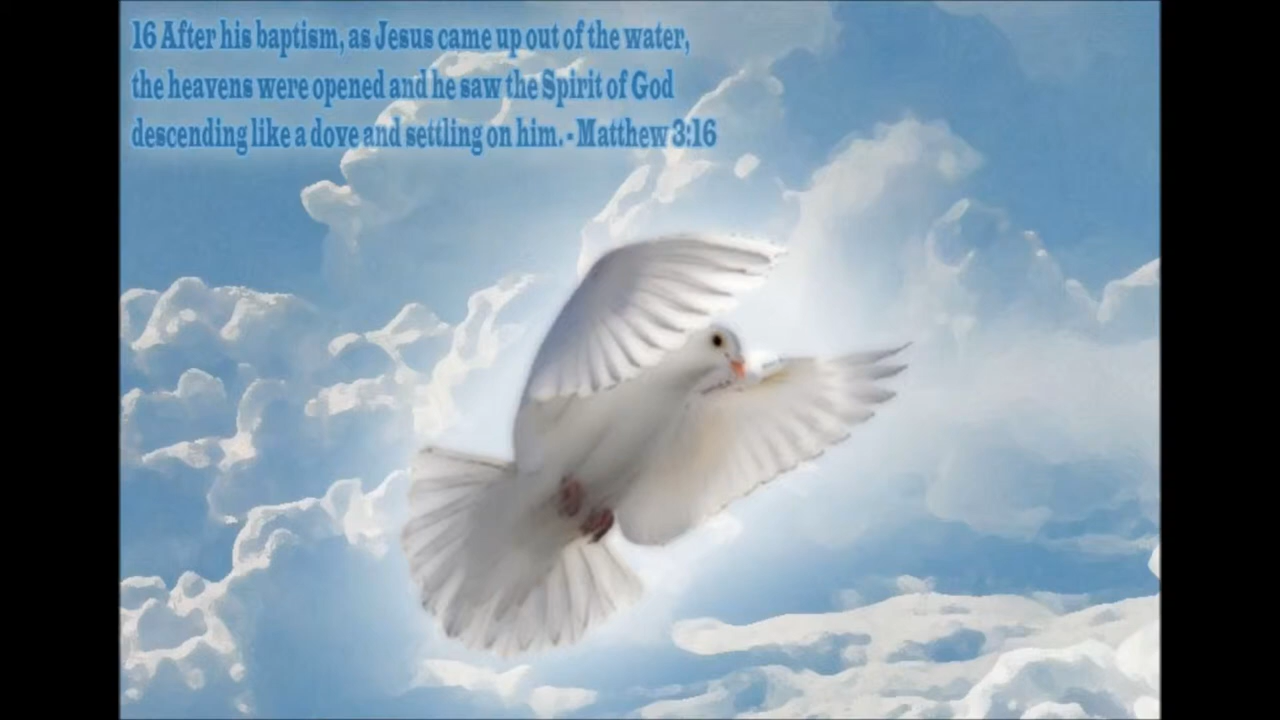 16 After his baptism, as Jesus came up out of the water,
the heavens were opened and he saw the Spirit of God
descending like a dove and settling on him. - Matthew 3:16